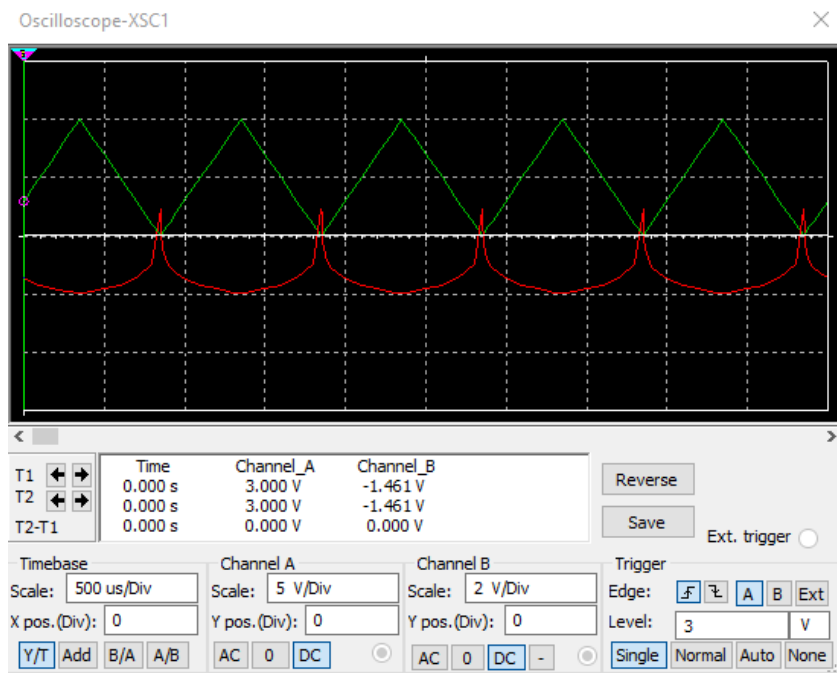 Oscilloscope-XSC1
T1
T2
T2-T1
Time Channel_A Channel_B
0.000 s 3.000 V -1.461 V
0.000 s 3.000 V -1.461 V
0.000 s 0.000 V 0.000 V
Reverse
Save
Ext. trigger
Timebase
Scale: 500 us/Div
X pos.(Div): 0
Y/T Add B/A A/B
Channel A
Scale: 5 V/Div
Y pos.(Div): 0
AC 0 DC
Channel B
Scale: 2 V/Div
Y pos.(Div): 0
AC 0 DC -
Trigger
Edge: A B Ext
Level: 3 V
Single Normal Auto None